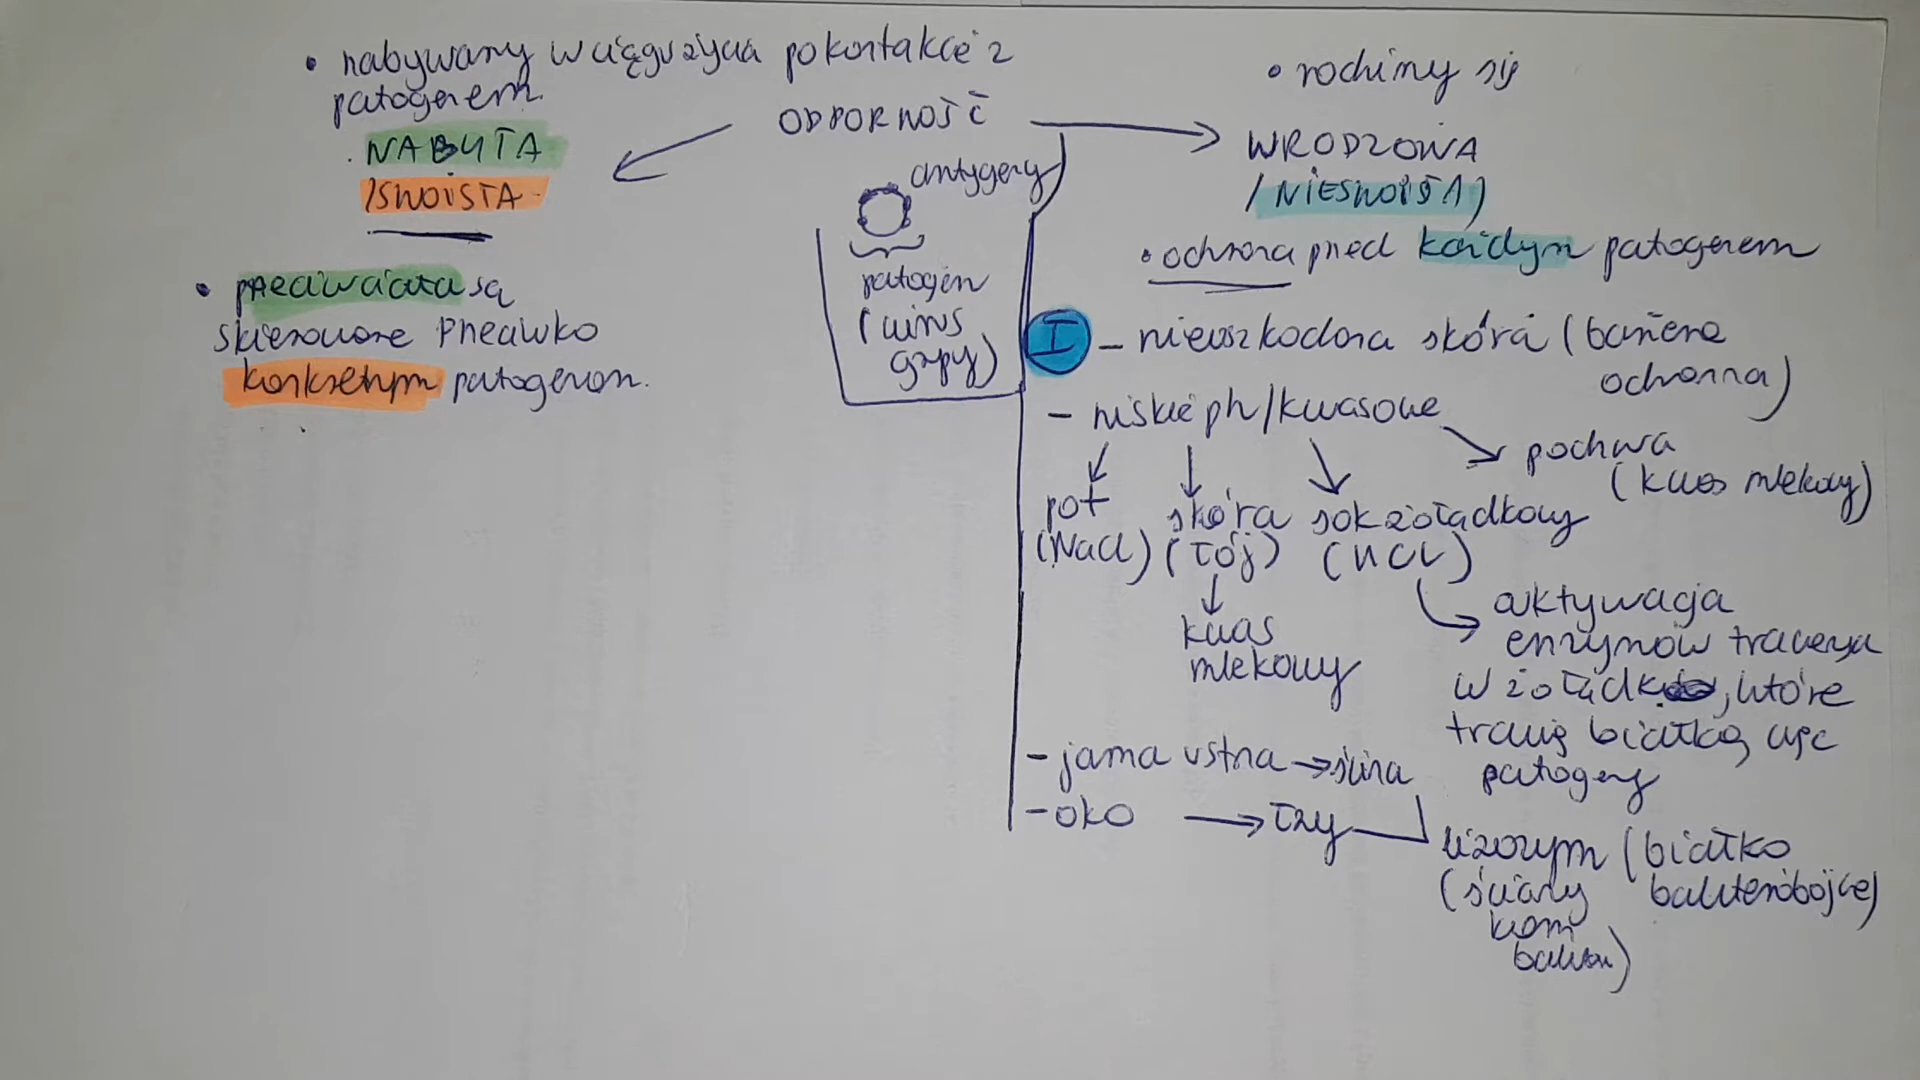 • nabywamy w ciągu życia po kontakcie z
patogenem.
ODPORNOŚĆ
NABYTA
/SWOISTA
• przeciwciała są
skierowane przeciwko
konkretnym patogenom.
antygeny
patogen
(wirus
grypy)
• rodzimy się
WRODZONA
/NIESWOISTA)
• ochrona przed każdym patogenem
I – nieuszkodzona skóra (bariera
ochronna)
– niskie ph/kwasowe
pochwa
(kwas mlekowy)
pot skóra sok żołądkowy
(NaCl) (łój) (HCl)
kwas
mlekowy
aktywacja
enzymów trawienia
w żołądku, które
trawią białka, więc
patogeny
– jama ustna → ślina
– oko → łzy
lizozym (białko
bakteriobójcze)
(ściany
kom
bakter)